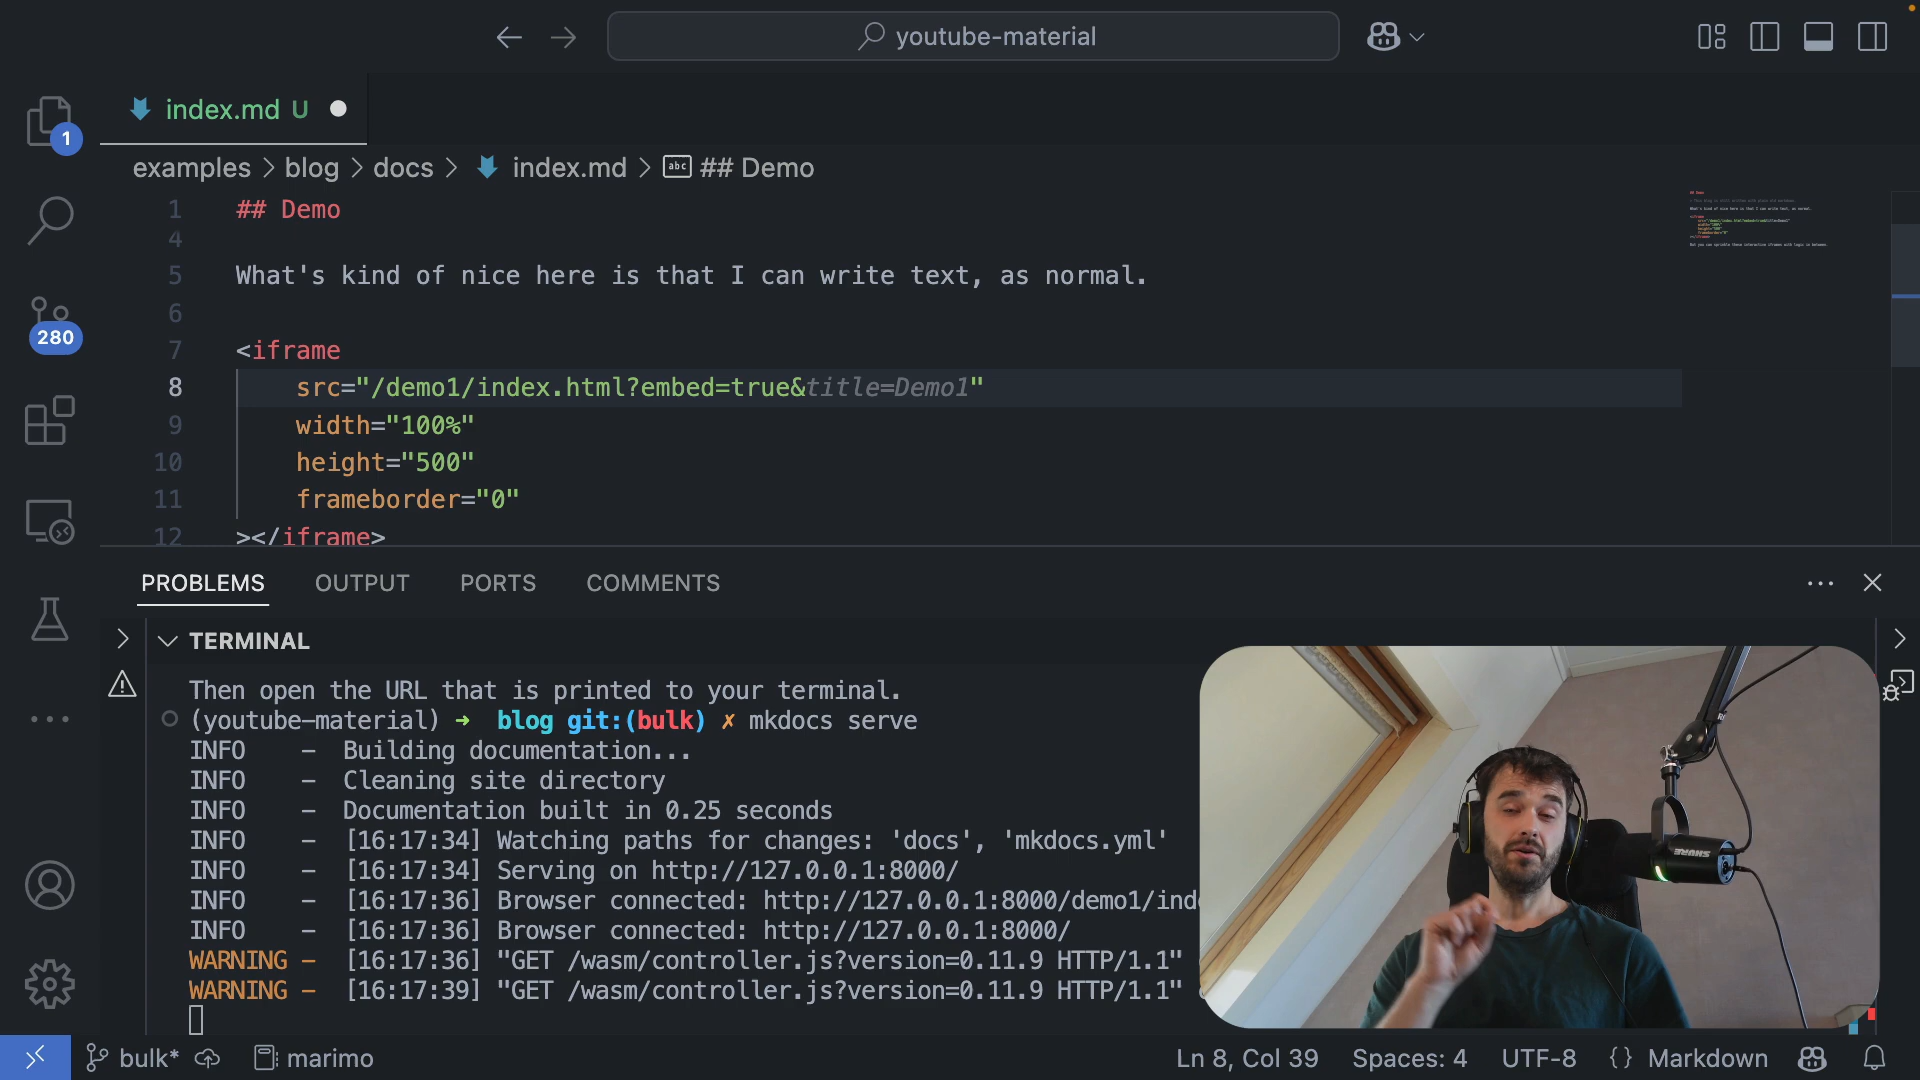 youtube-material
index.md U
1
examples > blog > docs > index.md > ## Demo
1 ## Demo
4
5 What's kind of nice here is that I can write text, as normal.
6
7 <iframe
8 src="/demo1/index.html?embed=true&title=Demo1"
9 width="100%"
10 height="500"
11 frameborder="0"
12 ></iframe>
280
PROBLEMS OUTPUT PORTS COMMENTS
TERMINAL
Then open the URL that is printed to your terminal.
(youtube-material) ➜ blog git:(bulk) ✗ mkdocs serve
INFO - Building documentation...
INFO - Cleaning site directory
INFO - Documentation built in 0.25 seconds
INFO - [16:17:34] Watching paths for changes: 'docs', 'mkdocs.yml'
INFO - [16:17:34] Serving on http://127.0.0.1:8000/
INFO - [16:17:36] Browser connected: http://127.0.0.1:8000/demo1/ind
INFO - [16:17:36] Browser connected: http://127.0.0.1:8000/
WARNING - [16:17:36] "GET /wasm/controller.js?version=0.11.9 HTTP/1.1"
WARNING - [16:17:39] "GET /wasm/controller.js?version=0.11.9 HTTP/1.1"
SHURE
bulk* marimo Ln 8, Col 39 Spaces: 4 UTF-8 {} Markdown